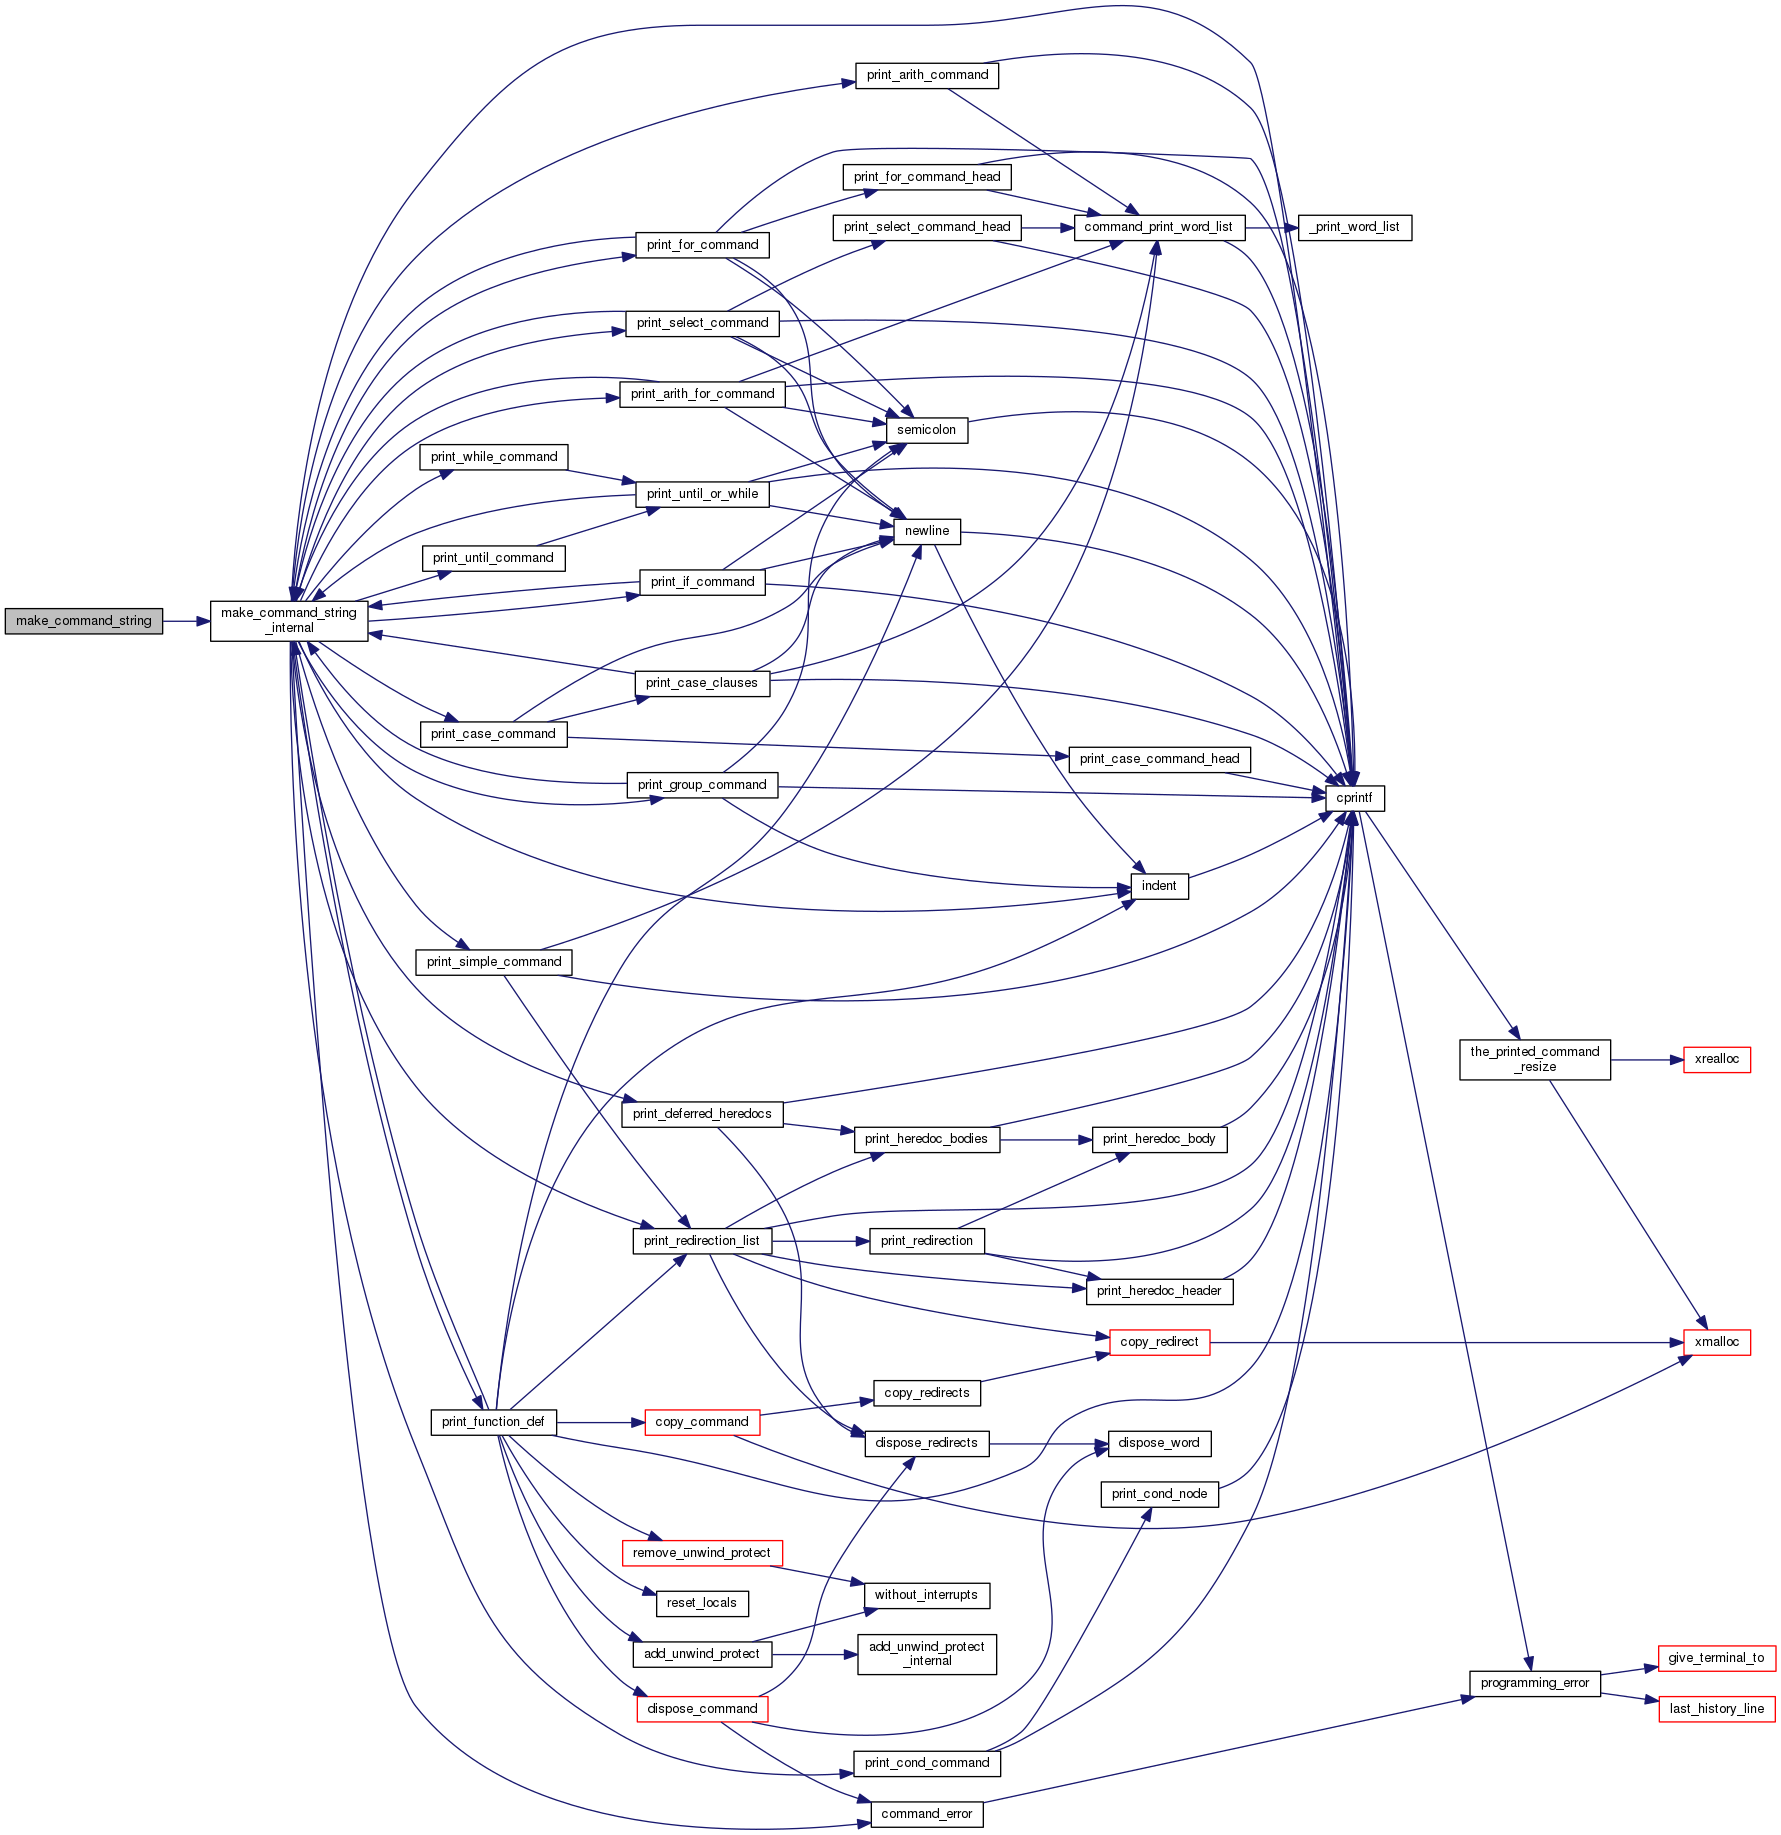 print_arith_command
print_for_command_head
print_select_command_head
command_print_word_list
_print_word_list
print_for_command
print_select_command
print_arith_for_command
semicolon
print_while_command
print_until_or_while
newline
print_until_command
print_if_command
make_command_string
make_command_string
_internal
print_case_clauses
print_case_command
print_case_command_head
print_group_command
cprintf
indent
print_simple_command
the_printed_command
_resize
xrealloc
print_deferred_heredocs
print_heredoc_bodies
print_heredoc_body
print_redirection_list
print_redirection
print_heredoc_header
copy_redirect
xmalloc
copy_redirects
print_function_def
copy_command
dispose_redirects
dispose_word
print_cond_node
remove_unwind_protect
without_interrupts
reset_locals
add_unwind_protect
add_unwind_protect
_internal
give_terminal_to
programming_error
last_history_line
dispose_command
print_cond_command
command_error